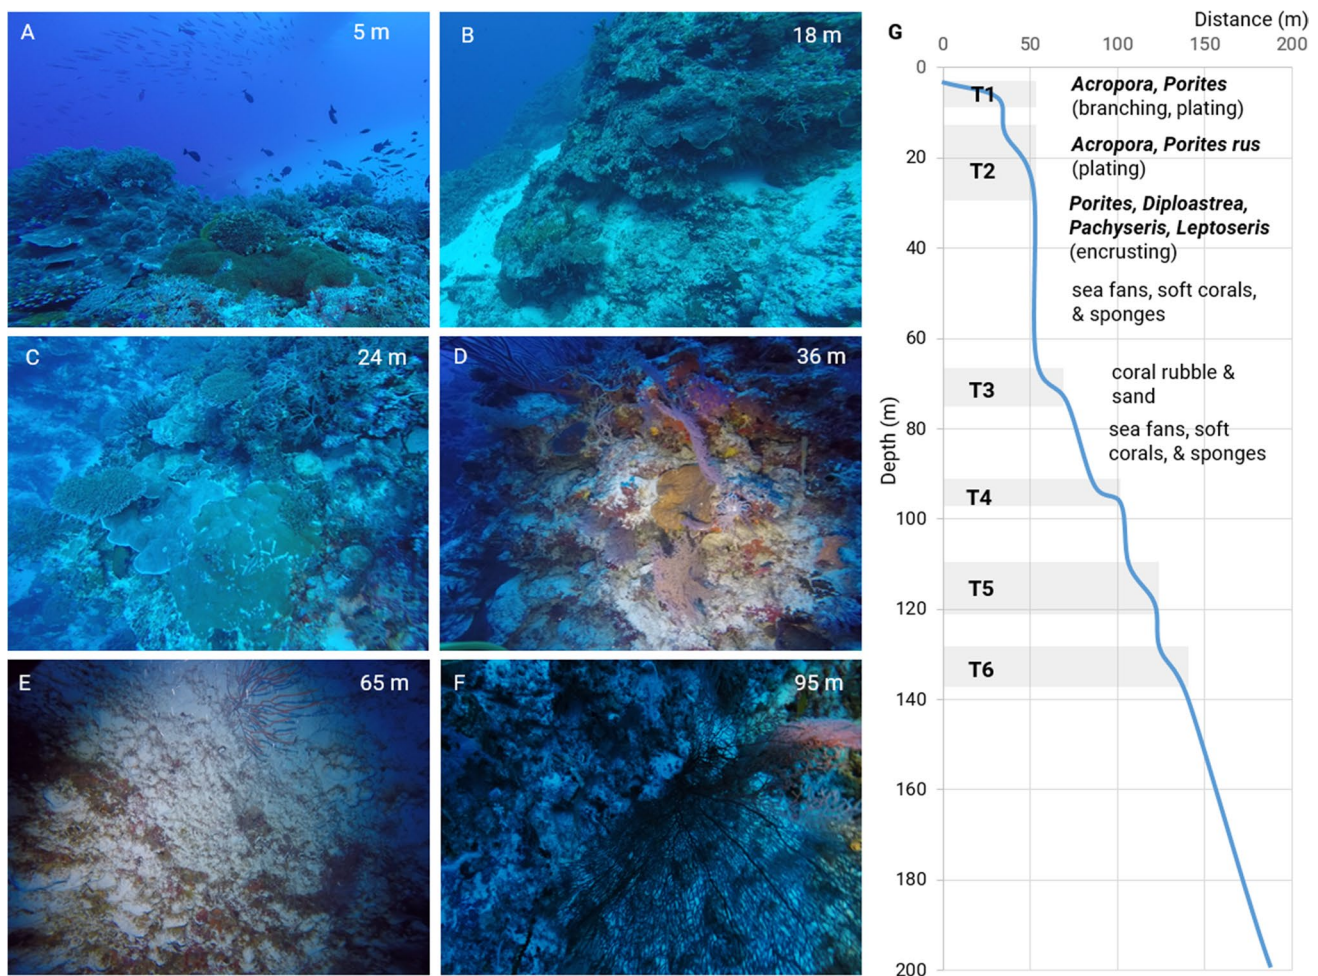 A
5 m
B
18 m
C
24 m
D
36 m
E
65 m
F
95 m
G
Distance (m)
0
50
100
150
200
Depth (m)
0
20
40
60
80
100
120
140
160
180
200
T1
T2
T3
T4
T5
T6
Acropora, Porites
(branching, plating)
Acropora, Porites rus
(plating)
Porites, Diploastrea,
Pachyseris, Leptoseris
(encrusting)
sea fans, soft corals,
& sponges
coral rubble &
sand
sea fans, soft
corals, & sponges